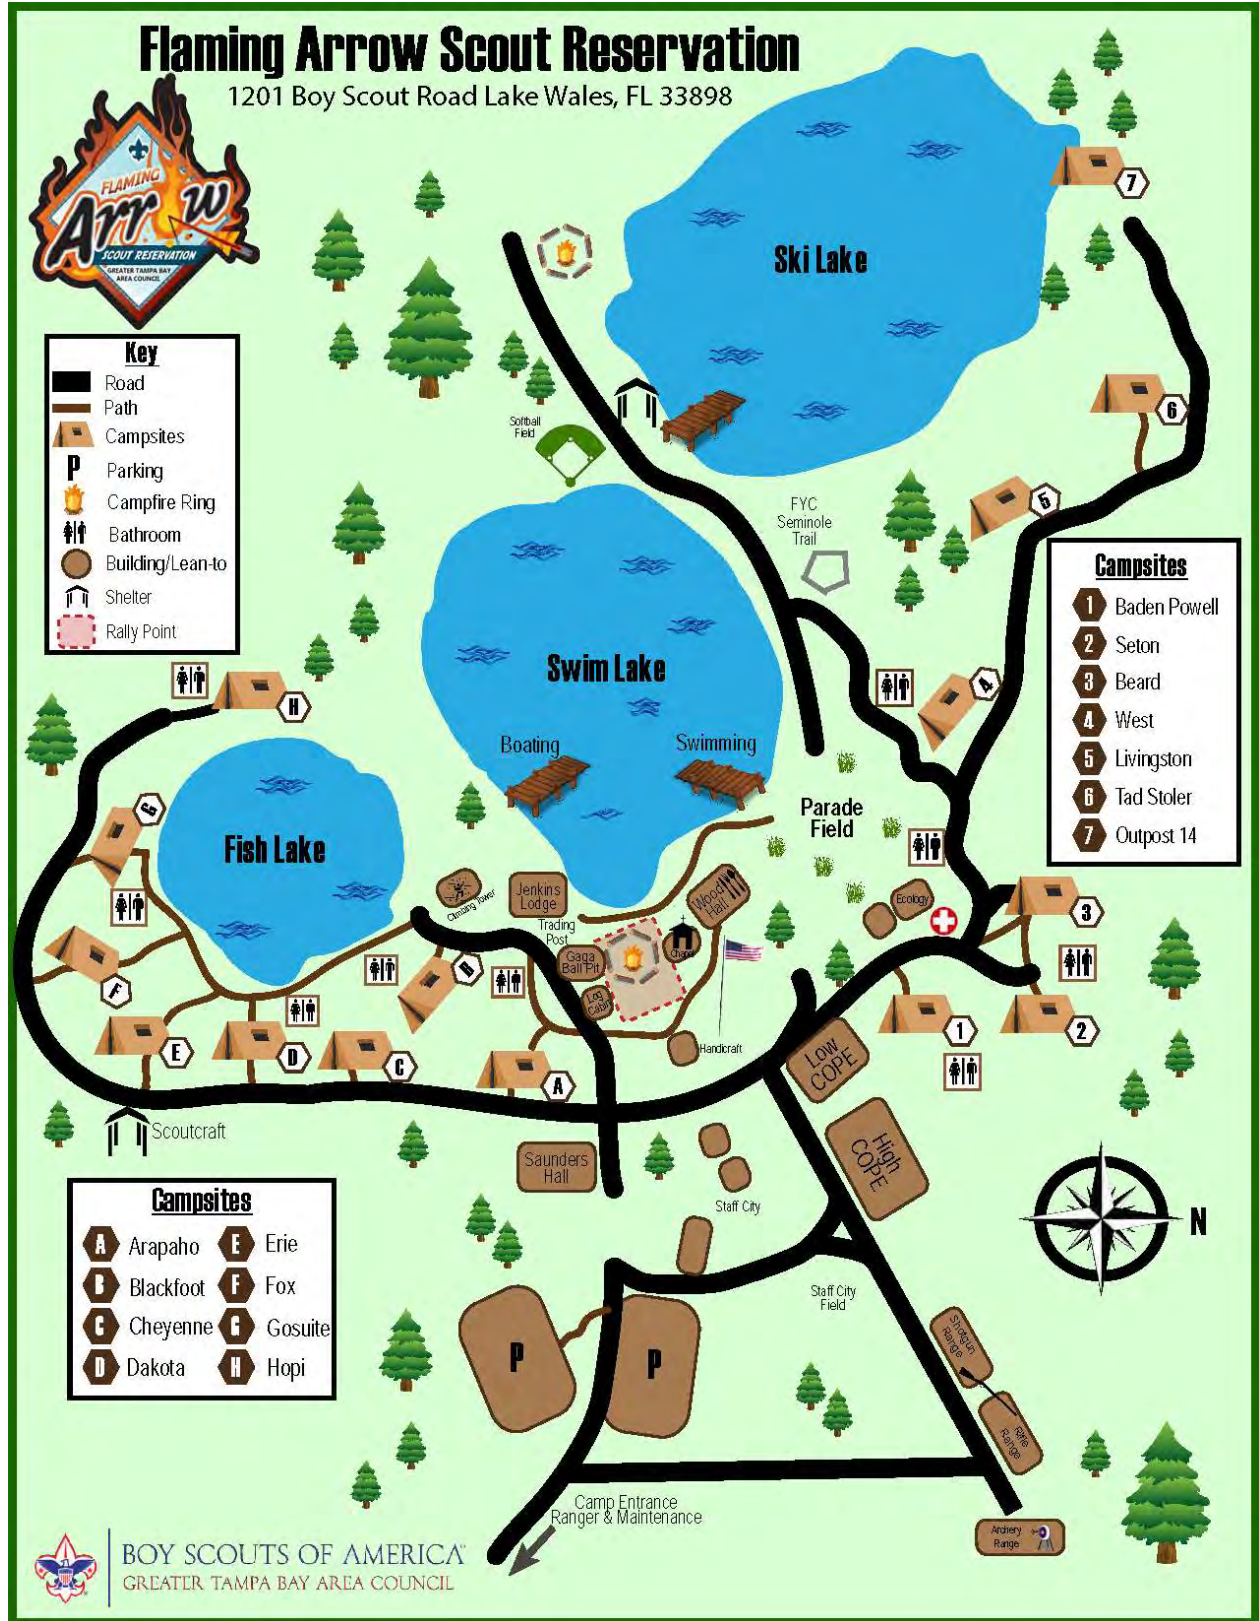 Flaming Arrow Scout Reservation
1201 Boy Scout Road Lake Wales, FL 33898
FLAMING
Arrow
SCOUT RESERVATION
GREATER TAMPA BAY
AREA COUNCIL
Key
Road
Path
Campsites
P Parking
Campfire Ring
Bathroom
Building/Lean-to
Shelter
Rally Point
Ski Lake
7
6
5
Softball
Field
FYC
Seminole
Trail
Campsites
1 Baden Powell
2 Seton
3 Beard
4 West
5 Livingston
6 Tad Stoler
7 Outpost 14
4
Swim Lake
Boating
Swimming
H
G
Fish Lake
Parade
Field
Climbing Tower
Jenkins
Lodge
Trading
Post
Wood
Hall
Ecology
3
Gaga
Ball Pit
Chapel
B
F
Log
Cabin
Handicraft
E
D
C
A
1
2
Low
COPE
High
COPE
Scoutcraft
Saunders
Hall
Staff City
N
Campsites
A Arapaho
E Erie
B Blackfoot
F Fox
C Cheyenne
G Gosuite
D Dakota
H Hopi
Staff City
Field
P
P
Shotgun
Range
Rifle
Range
Archery
Range
Camp Entrance
Ranger & Maintenance
BOY SCOUTS OF AMERICA
GREATER TAMPA BAY AREA COUNCIL